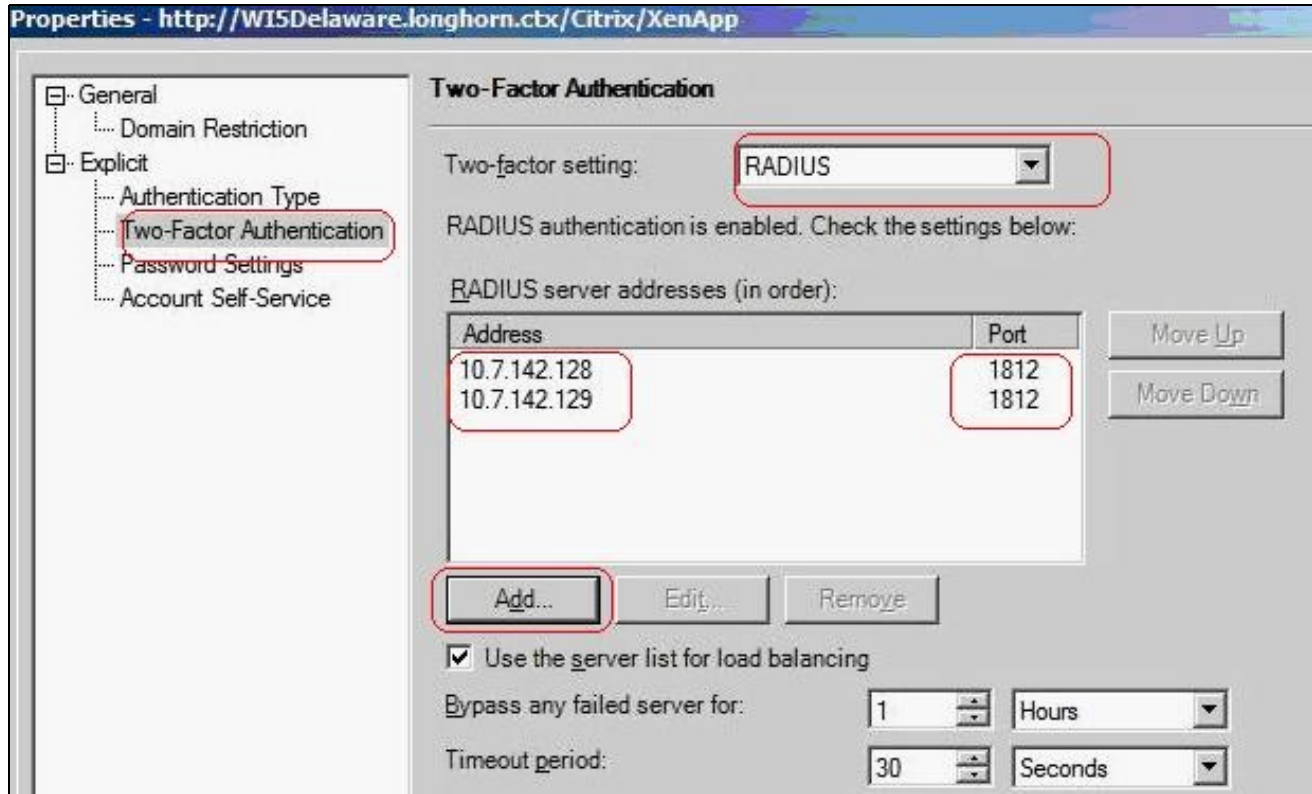 Properties - http://WI5Delaware.longhorn.ctx/Citrix/XenApp
General
Domain Restriction
Explicit
Authentication Type
Two-Factor Authentication
Password Settings
Account Self-Service
Two-Factor Authentication
Two-factor setting: RADIUS
RADIUS authentication is enabled. Check the settings below:
RADIUS server addresses (in order):
Address Port
10.7.142.128 1812
10.7.142.129 1812
Move Up
Move Down
Add... Edit... Remove
Use the server list for load balancing
Bypass any failed server for: 1 Hours
Timeout period: 30 Seconds